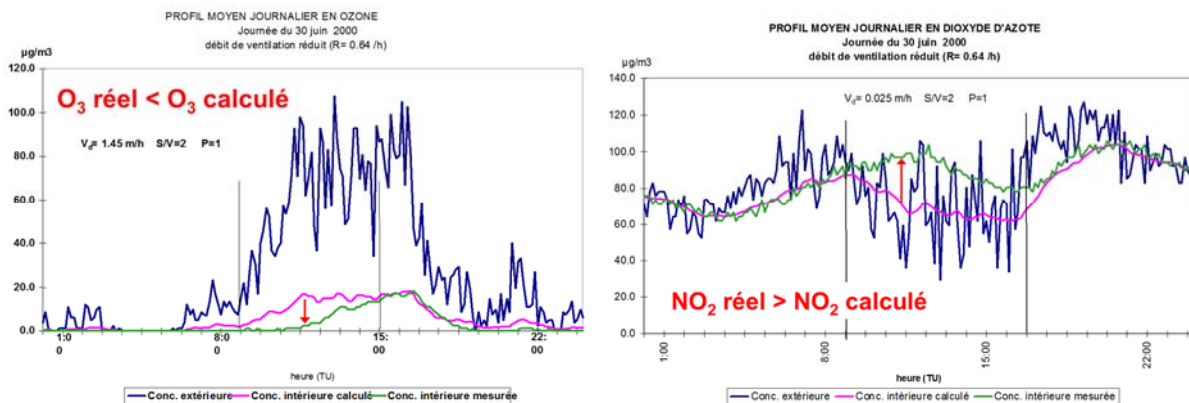 PROFIL MOYEN JOURNALIER EN OZONE
Journée du 30 juin 2000
débit de ventilation réduit (R= 0.64 /h)
µg/m3
120.0
100.0
80.0
60.0
40.0
20.0
0.0
O₃ réel < O₃ calculé
Vd= 1.45 m/h S/V=2 P=1
1:0
0
8:0
0
15:
00
22:
00
heure (TU)
Conc. extérieure Conc. intérieure calculé Conc. intérieure mesurée
PROFIL MOYEN JOURNALIER EN DIOXYDE D'AZOTE
Journée du 30 juin 2000
débit de ventilation réduit (R= 0.64 /h)
µg/m3
140.0
120.0
100.0
80.0
60.0
40.0
20.0
0.0
Vd= 0.025 m/h S/V=2 P=1
NO₂ réel > NO₂ calculé
1:00
8:00
15:00
22:00
heure (TU)
Conc. extérieure Conc. intérieure calculé Conc. intérieure mesurée